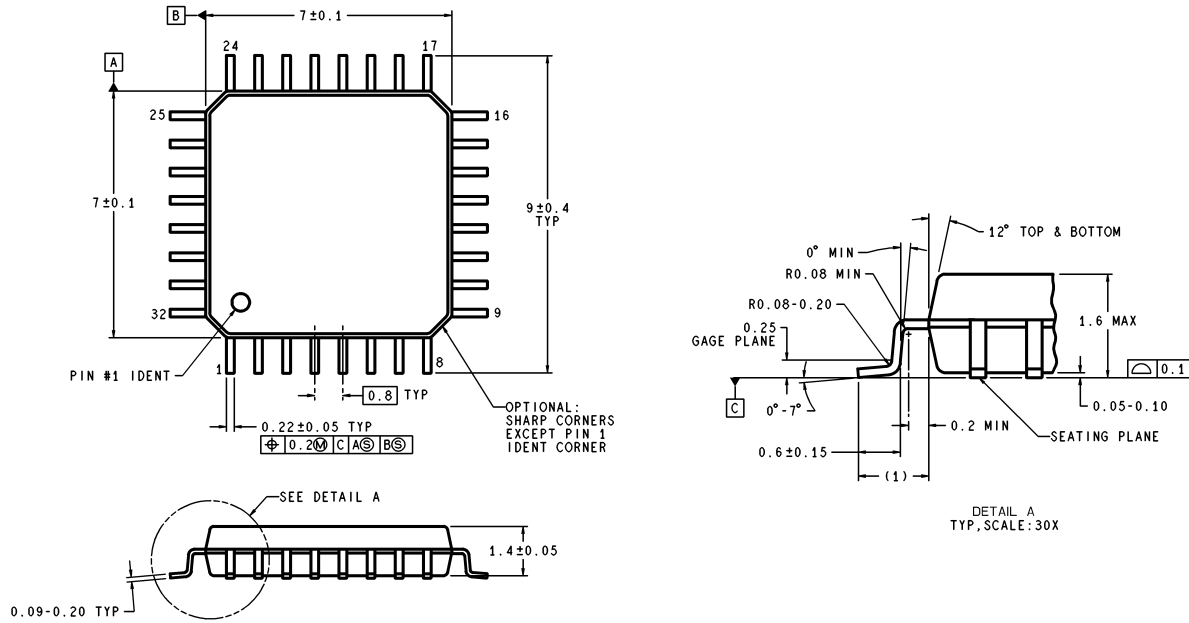 B
7±0.1
24
17
A
25
16
7±0.1
9±0.4
TYP
32
9
1
8
PIN #1 IDENT
0.8 TYP
0.22±0.05 TYP
⌖ 0.2Ⓜ C AⓈ BⓈ
OPTIONAL:
SHARP CORNERS
EXCEPT PIN 1
IDENT CORNER
SEE DETAIL A
1.4±0.05
0.09-0.20 TYP
12° TOP & BOTTOM
0° MIN
R0.08 MIN
R0.08-0.20
0.25
GAGE PLANE
1.6 MAX
⌓ 0.1
C
0°-7°
0.05-0.10
0.2 MIN
SEATING PLANE
0.6±0.15
(1)
DETAIL A
TYP,SCALE:30X